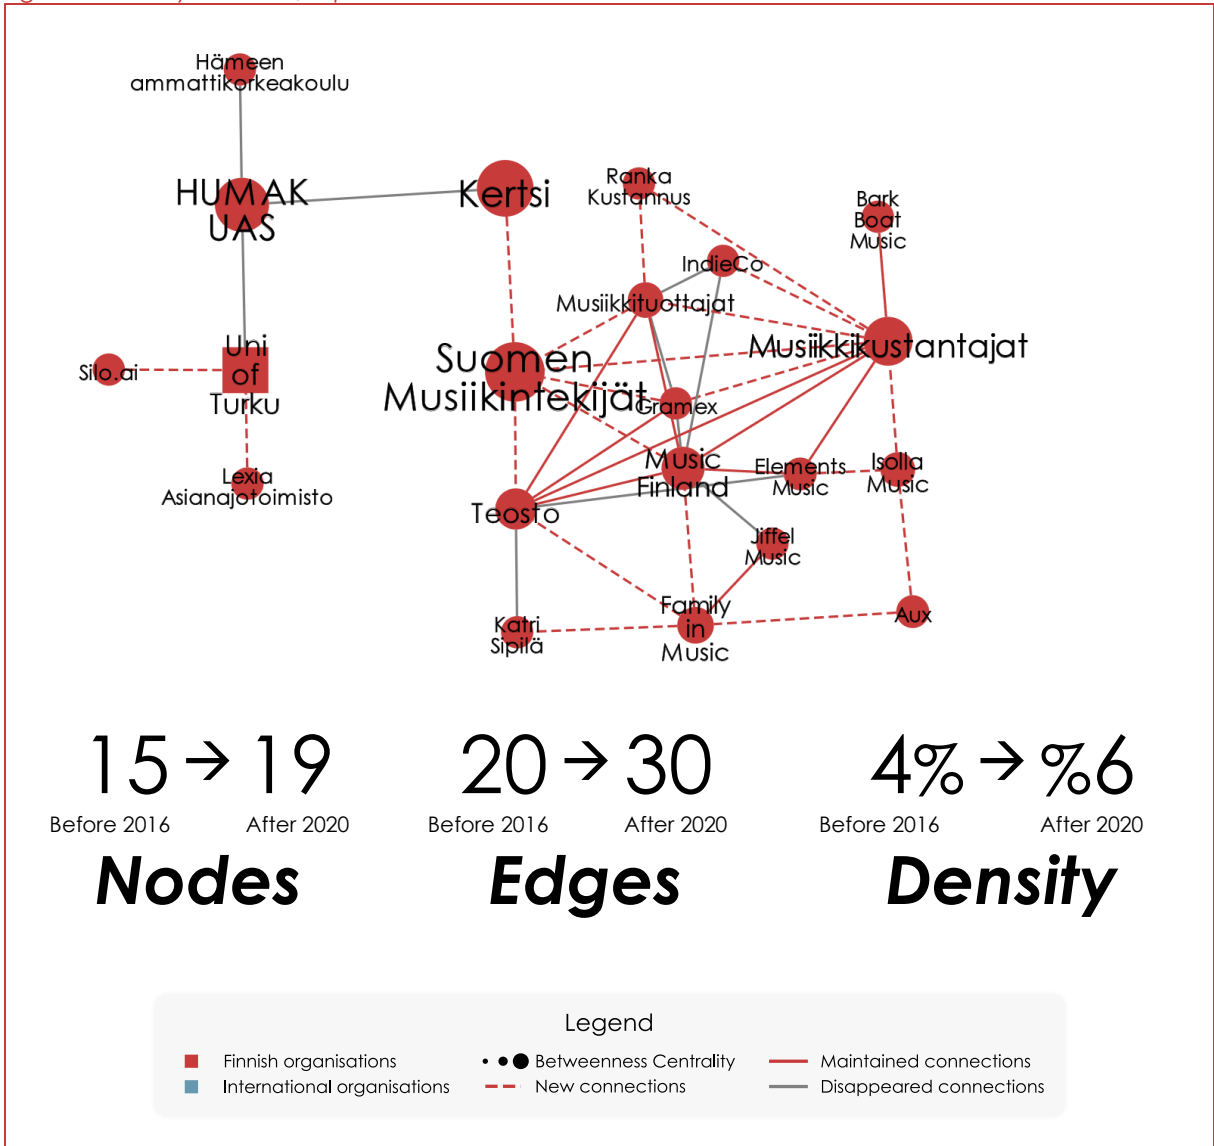 Hämeen
ammattikorkeakoulu
HUMAK
UAS
Kertsi
Ranka
Kustannus
Bark
Boat
Music
IndieCo
Musiikkituottajat
Musiikkikustantajat
Uni
of
Turku
Silo.ai
Suomen
Musiikintekijät
Gramex
Lexia
Asianajotoimisto
Music
Finland
Elements
Music
Isolla
Music
Teosto
Jiffel
Music
Katri
Sipilä
Family
in
Music
Aux
15 → 19
Before 2016 After 2020
Nodes
20 → 30
Before 2016 After 2020
Edges
4% → %6
Before 2016 After 2020
Density
Legend
Finnish organisations
International organisations
Betweenness Centrality
New connections
Maintained connections
Disappeared connections